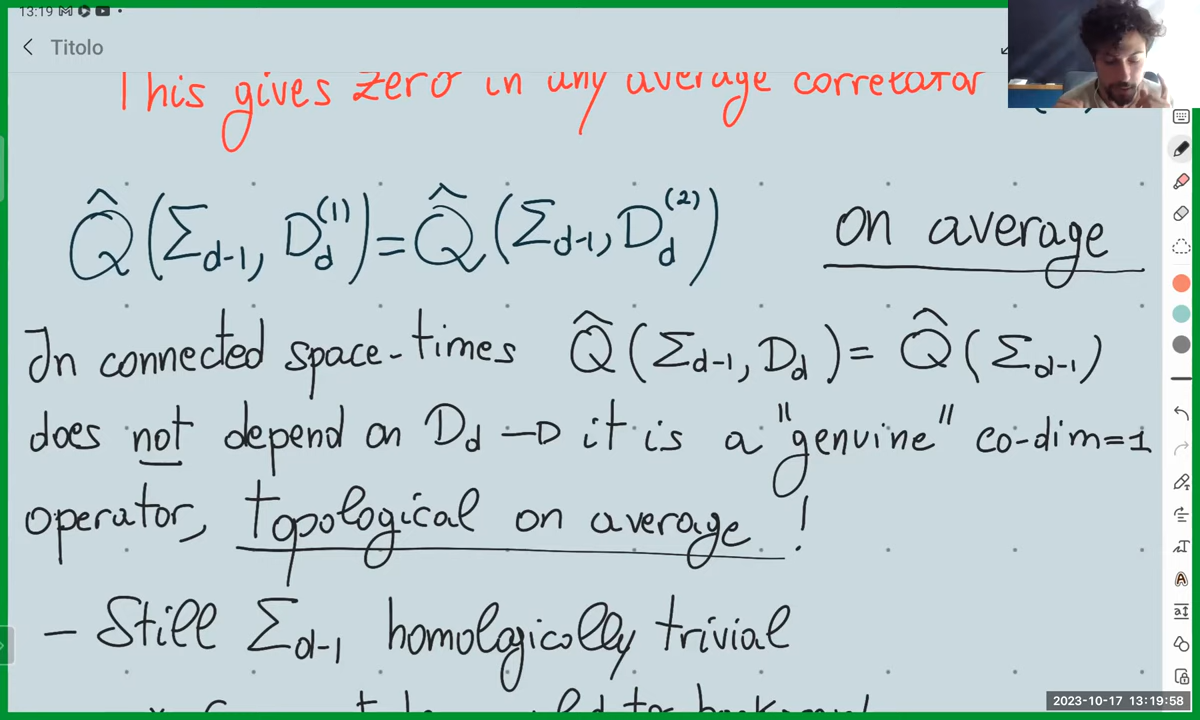 13:19
Titolo
This gives zero in any average correlator
Q̂(Σ_{d-1}, D_d^{(1)}) = Q̂(Σ_{d-1}, D_d^{(2)}) on average
In connected space-times Q̂(Σ_{d-1}, D_d) = Q̂(Σ_{d-1})
does not depend on D_d → it is a "genuine" co-dim=1
operator, topological on average !
- Still Σ_{d-1} homologically trivial
2023-10-17 13:19:58